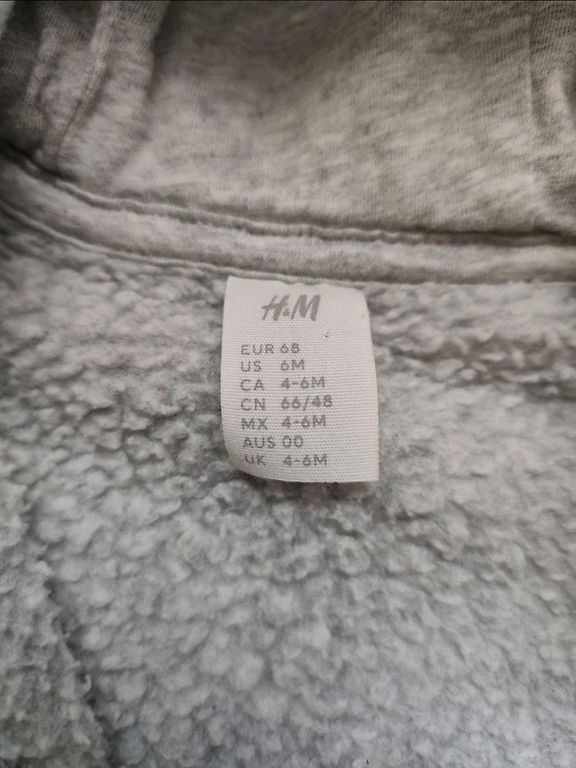 H&M
EUR 68
US 6M
CA 4-6M
CN 66/48
MX 4-6M
AUS 00
UK 4-6M